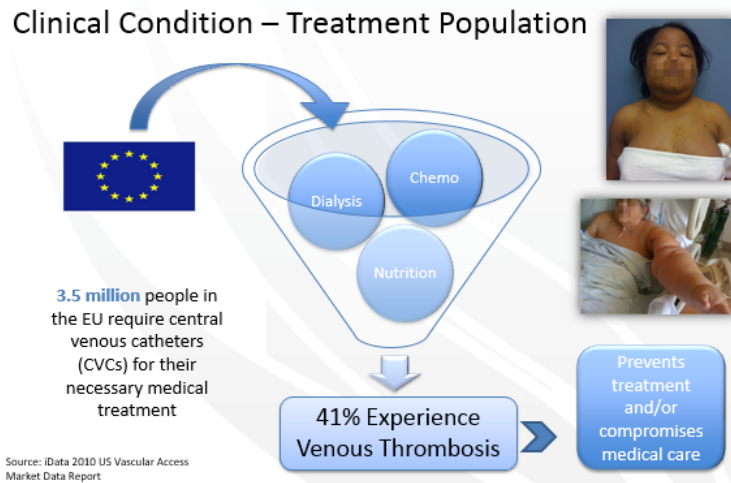 Clinical Condition – Treatment Population
Dialysis
Chemo
Nutrition
3.5 million people in
the EU require central
venous catheters
(CVCs) for their
necessary medical
treatment
41% Experience
Venous Thrombosis
Prevents
treatment
and/or
compromises
medical care
Source: iData 2010 US Vascular Access
Market Data Report